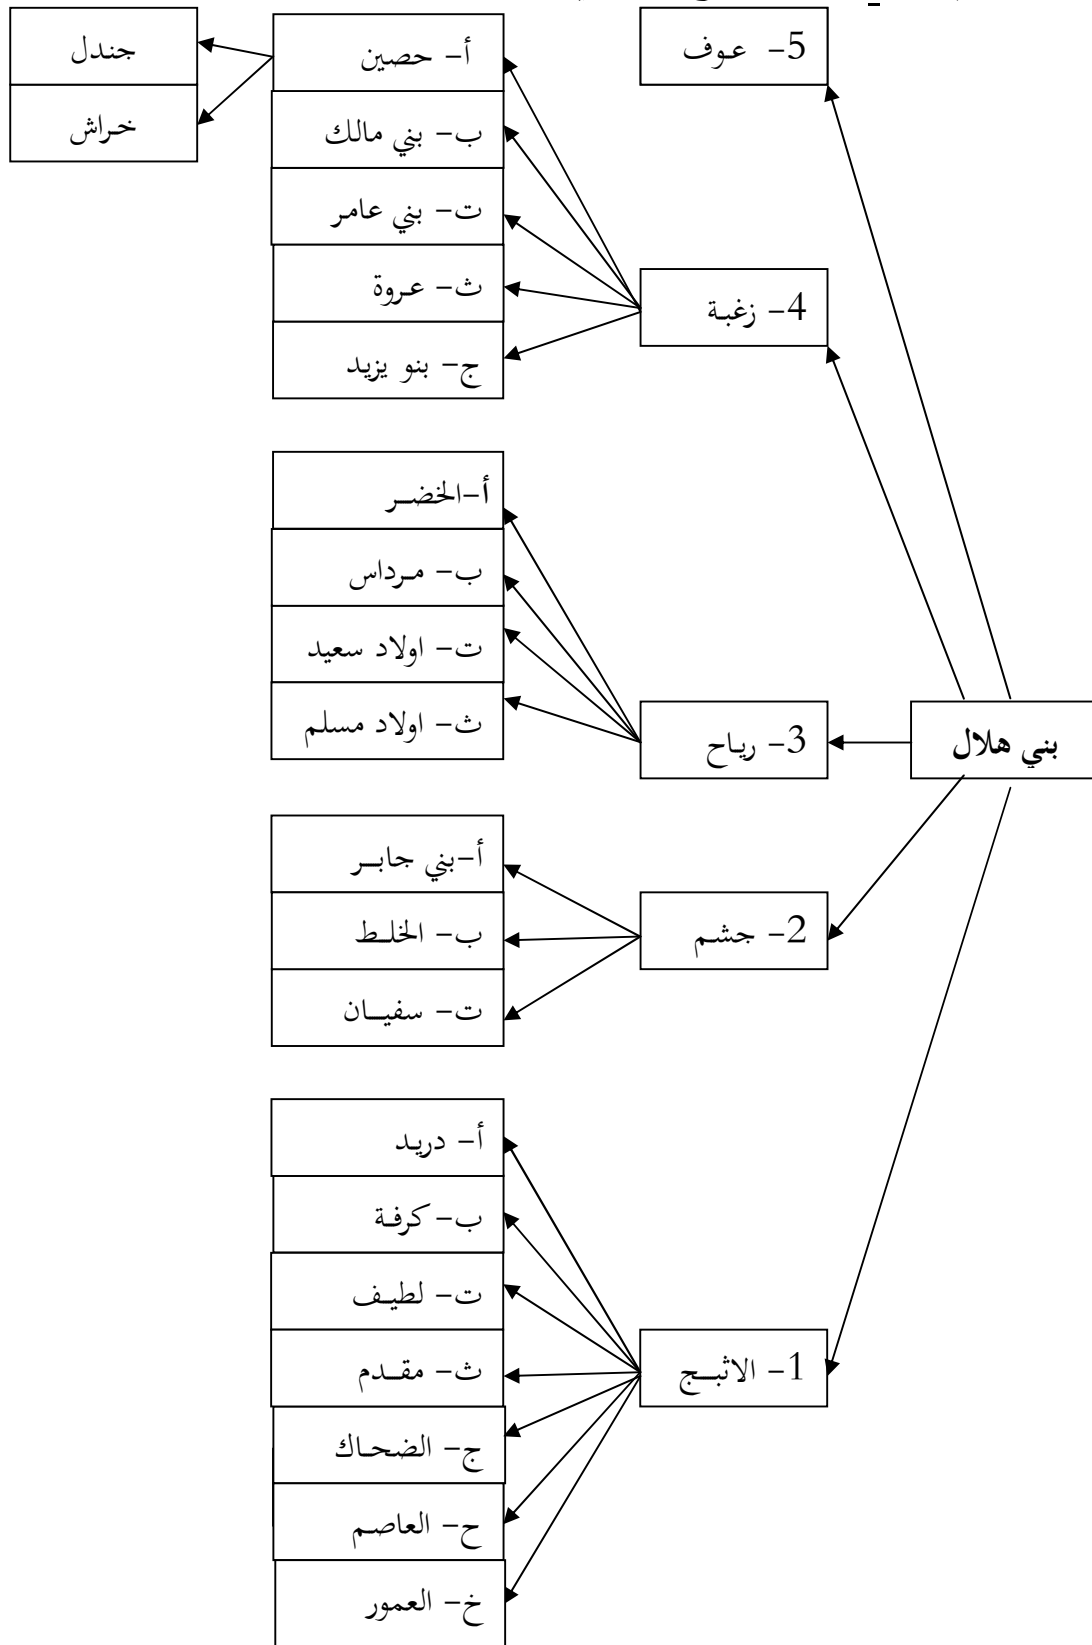 5- عوف
أ- حصين
جندل
خراش
ب- بني مالك
ت- بني عامر
ث- عروة
4- زغبة
ج- بنو يزيد
أ-الخضر
ب- مرداس
ت- اولاد سعيد
ث- اولاد مسلم
3- رياح
بني هلال
أ-بني جابر
ب- الخلط
2- جشم
ت- سفيان
أ- دريد
ب- كرفة
ت- لطيف
ث- مقدم
1- الاثبج
ج- الضحاك
ح- العاصم
خ- العمور